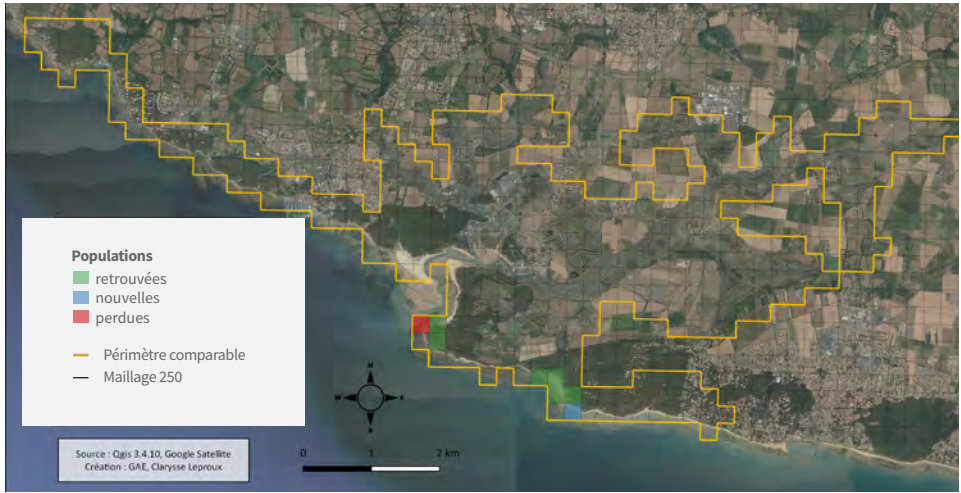 Populations
retrouvées
nouvelles
perdues
Périmètre comparable
Maillage 250
Source : Qgis 3.4.10, Google Satellite
Création : GAE, Clarysse Leproux
N
E
S
0 1 2 km